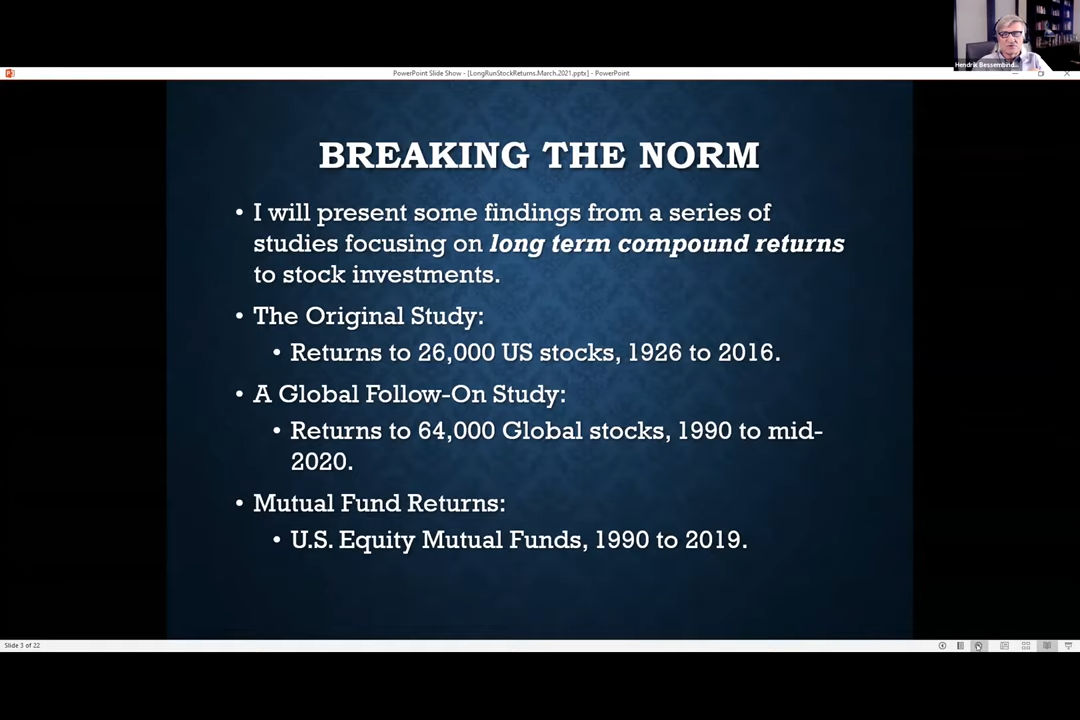 Hendrik Bessembind...
PowerPoint Slide Show - [LongRunStockReturns.March.2021.pptx] - PowerPoint
BREAKING THE NORM
• I will present some findings from a series of
studies focusing on long term compound returns
to stock investments.
• The Original Study:
• Returns to 26,000 US stocks, 1926 to 2016.
• A Global Follow-On Study:
• Returns to 64,000 Global stocks, 1990 to mid-
2020.
• Mutual Fund Returns:
• U.S. Equity Mutual Funds, 1990 to 2019.
Slide 3 of 22